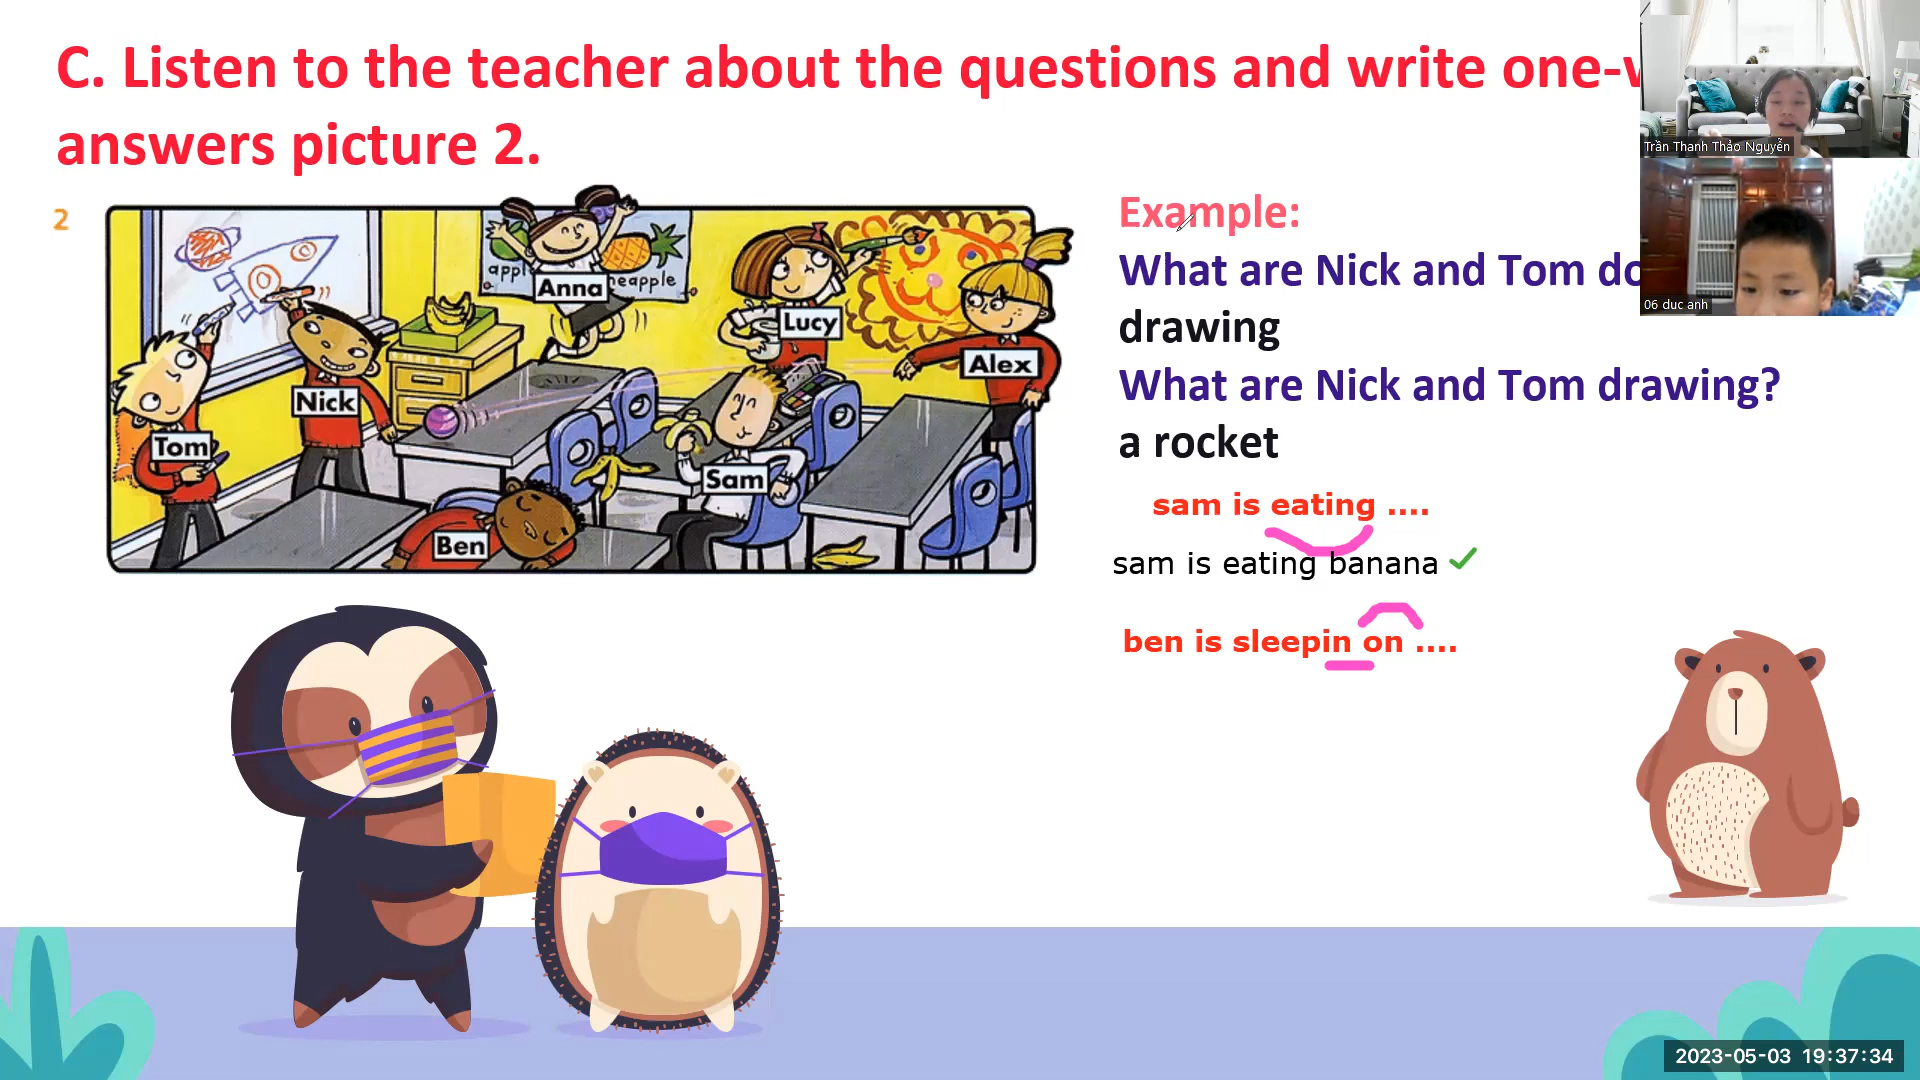 C. Listen to the teacher about the questions and write one-
answers picture 2.
2
Example:
What are Nick and Tom do
drawing
What are Nick and Tom drawing?
a rocket
sam is eating ....
sam is eating banana
ben is sleepin on ....
appl
neapple
Anna
Lucy
Alex
Nick
Tom
Sam
Ben
Trần Thanh Thảo Nguyễn
06 duc anh
2023-05-03 19:37:34